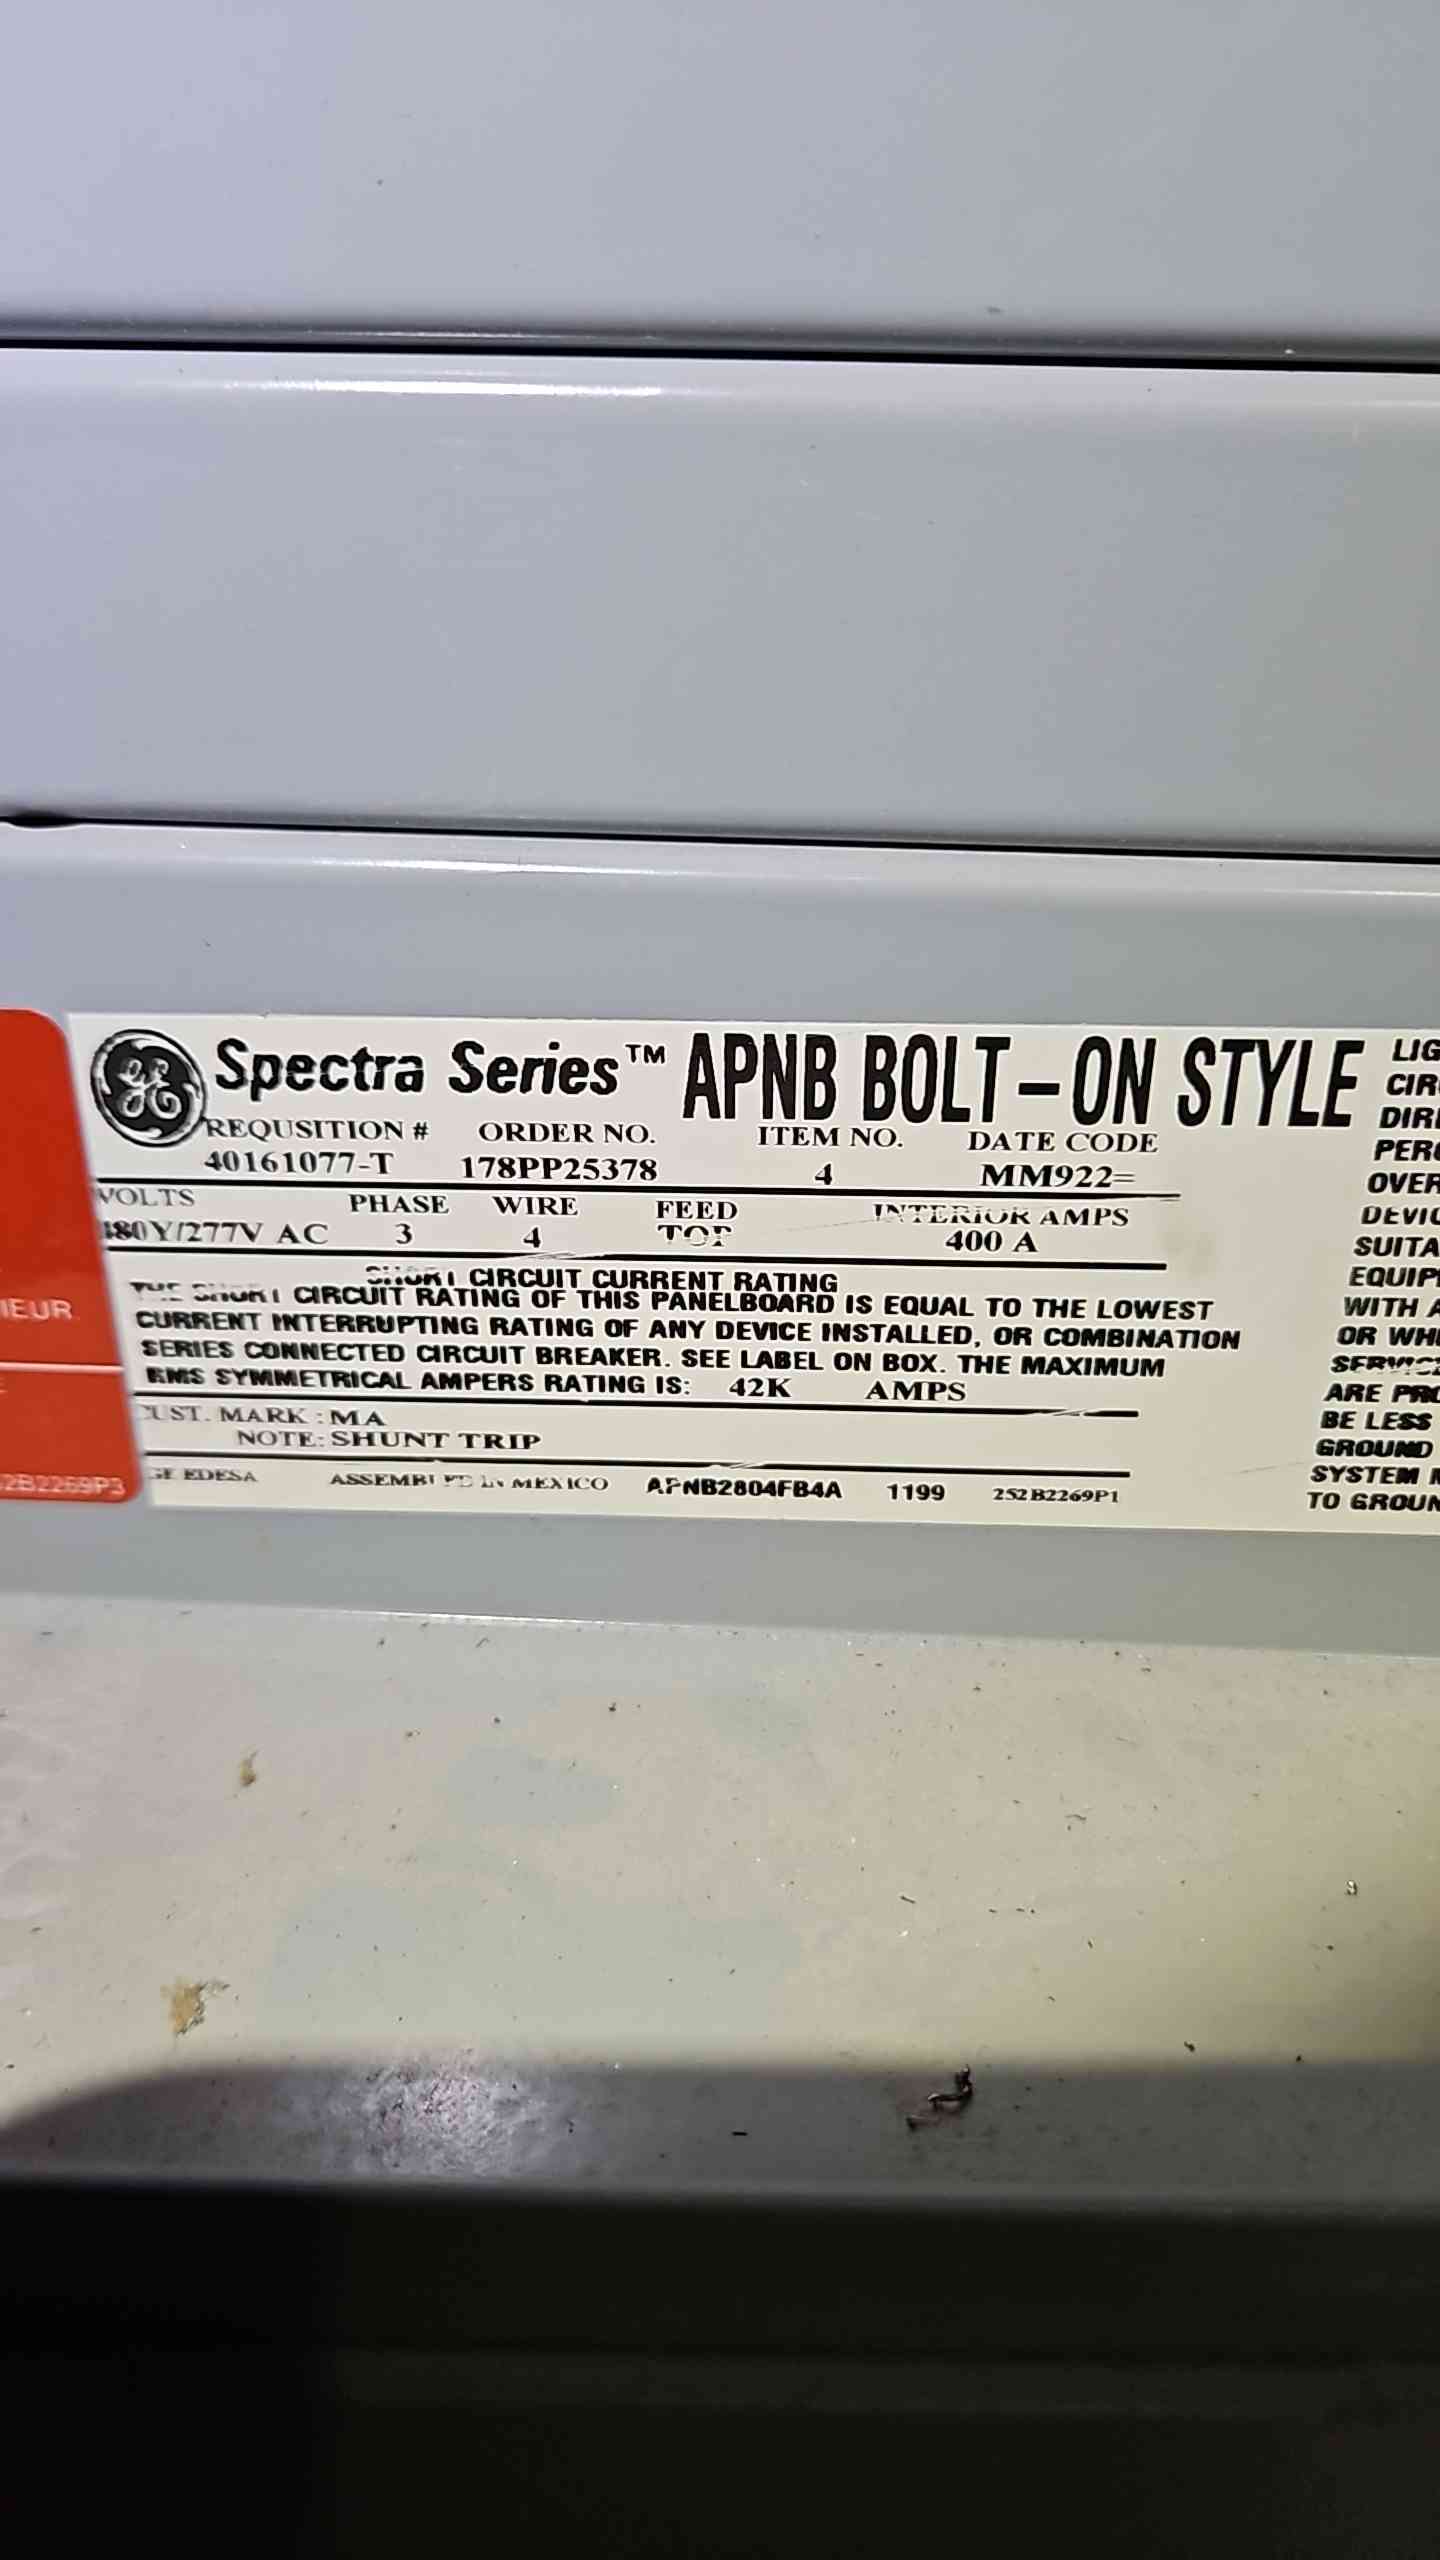 GE Spectra Series™ APNB BOLT-ON STYLE
REQUSITION # ORDER NO. ITEM NO. DATE CODE
40161077-T 178PP25378 4 MM922=
VOLTS PHASE WIRE FEED INTERIOR AMPS
480Y/277V AC 3 4 TOP 400 A
SHORT CIRCUIT CURRENT RATING
THE SHORT CIRCUIT RATING OF THIS PANELBOARD IS EQUAL TO THE LOWEST
CURRENT INTERRUPTING RATING OF ANY DEVICE INSTALLED, OR COMBINATION
SERIES CONNECTED CIRCUIT BREAKER. SEE LABEL ON BOX. THE MAXIMUM
RMS SYMMETRICAL AMPERS RATING IS: 42K AMPS
CUST. MARK : MA
NOTE: SHUNT TRIP
GE EDESA ASSEMBLED IN MEXICO APNB2804FB4A 1199 252B2269P1
LIG
CIR
DIR
PER
OVER
DEVIC
SUITA
EQUIP
WITH A
OR WH
SERVIC
ARE PRO
BE LESS
GROUND
SYSTEM
TO GROUN
IEUR
E
2B2269P3